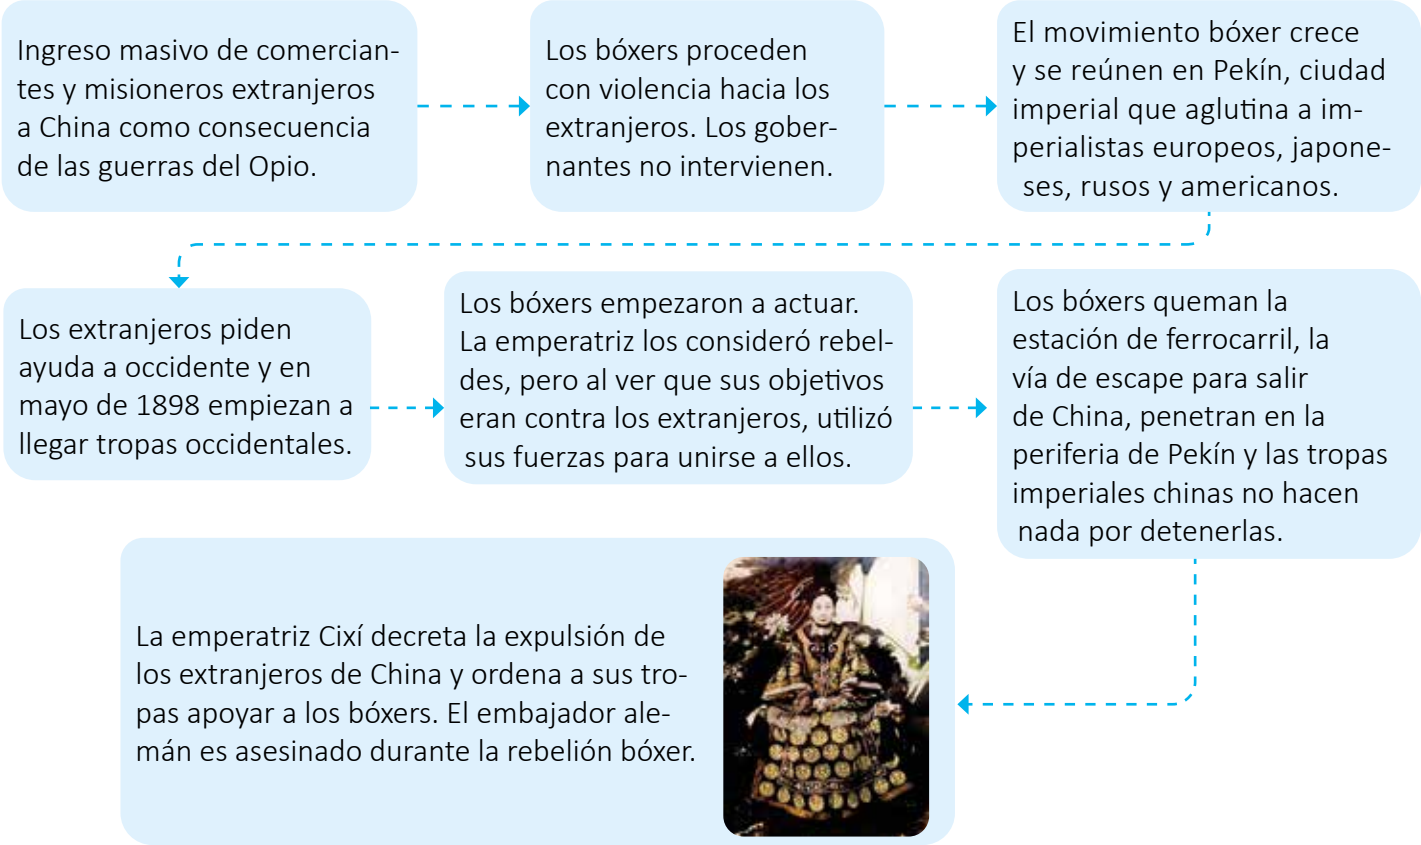 Ingreso masivo de comercian-
tes y misioneros extranjeros
a China como consecuencia
de las guerras del Opio.
Los bóxers proceden
con violencia hacia los
extranjeros. Los gober-
nantes no intervienen.
El movimiento bóxer crece
y se reúnen en Pekín, ciudad
imperial que aglutina a im-
perialistas europeos, japone-
ses, rusos y americanos.
Los extranjeros piden
ayuda a occidente y en
mayo de 1898 empiezan a
llegar tropas occidentales.
Los bóxers empezaron a actuar.
La emperatriz los consideró rebel-
des, pero al ver que sus objetivos
eran contra los extranjeros, utilizó
sus fuerzas para unirse a ellos.
Los bóxers queman la
estación de ferrocarril, la
vía de escape para salir
de China, penetran en la
periferia de Pekín y las tropas
imperiales chinas no hacen
nada por detenerlas.
La emperatriz Cixí decreta la expulsión de
los extranjeros de China y ordena a sus tro-
pas apoyar a los bóxers. El embajador ale-
mán es asesinado durante la rebelión bóxer.